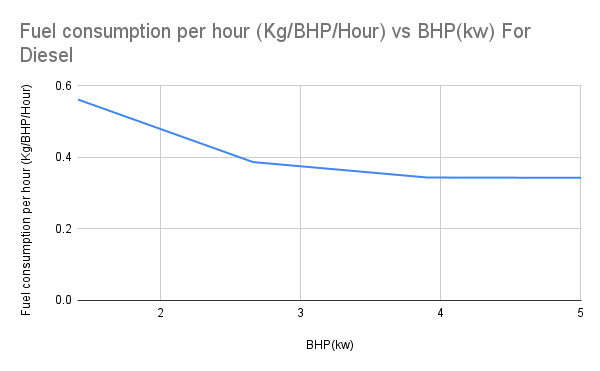 Fuel consumption per hour (Kg/BHP/Hour) vs BHP(kw) For
Diesel
Fuel consumption per hour (Kg/BHP/Hour)
0.6
0.4
0.2
0.0
2
3
4
5
BHP(kw)